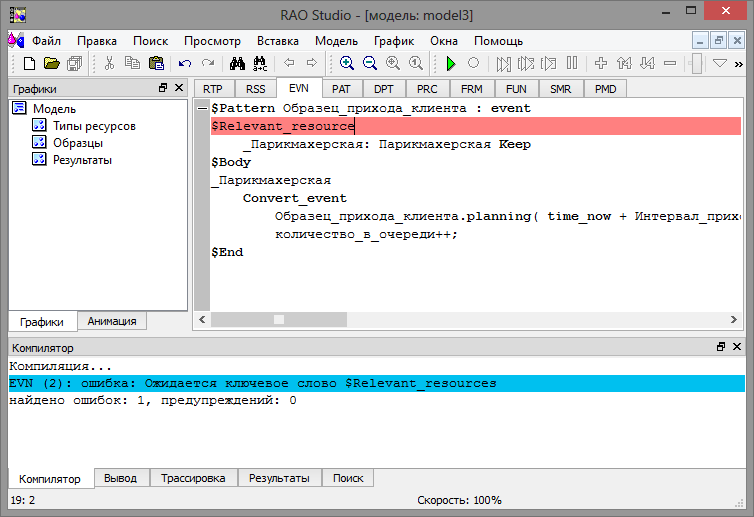 RAO Studio - [модель: model3]
Файл Правка Поиск Просмотр Вставка Модель График Окна Помощь
Графики
Модель
Типы ресурсов
Образцы
Результаты
Графики Анимация
RTP RSS EVN PAT DPT PRC FRM FUN SMR PMD
$Pattern Образец_прихода_клиента : event
$Relevant_resource
_Парикмахерская: Парикмахерская Keep
$Body
_Парикмахерская
Convert_event
Образец_прихода_клиента.planning( time_now + Интервал_прих
количество_в_очереди++;
$End
Компилятор
Компиляция...
EVN (2): ошибка: Ожидается ключевое слово $Relevant_resources
найдено ошибок: 1, предупреждений: 0
Компилятор Вывод Трассировка Результаты Поиск
19: 2 Скорость: 100%